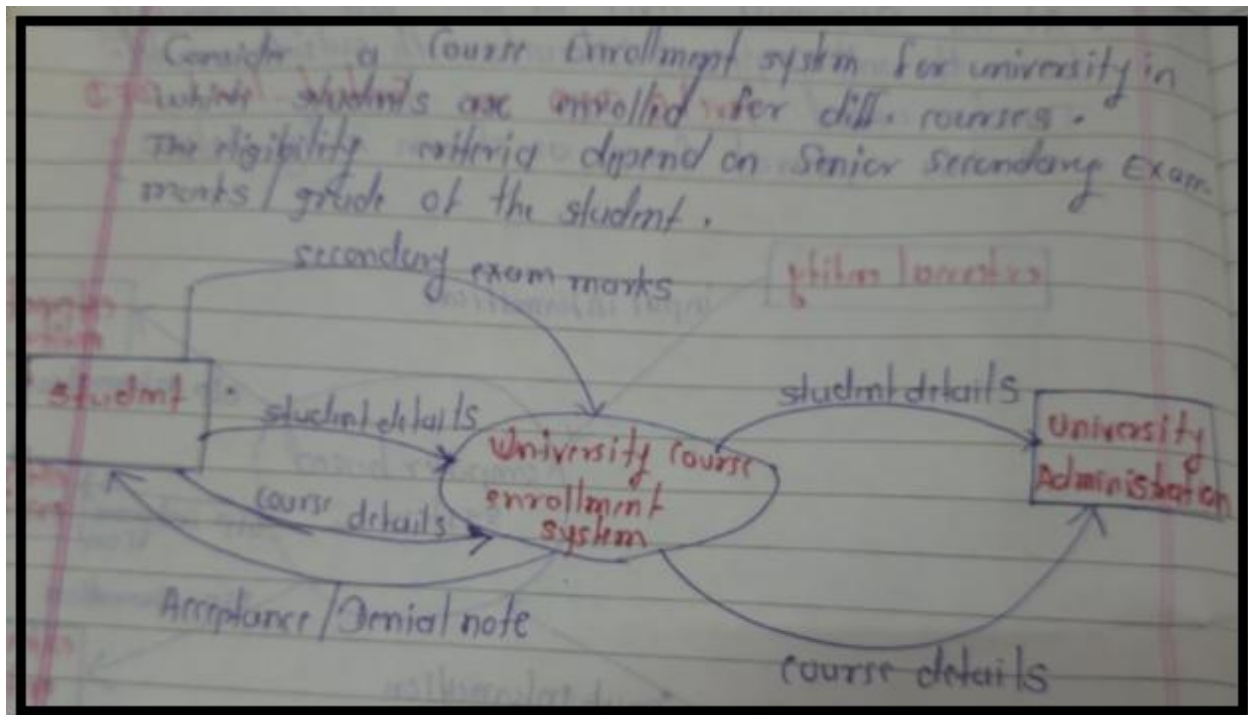 Consider a Course Enrollment system for university in
which students are enrolled for diff. courses.
The eligibility criteria depend on Senior secondary Exam
marks / grade of the student.
secondary exam marks
student
student details
student details
University course
enrollment
system
University
Administration
course details
Acceptance / Denial note
course details